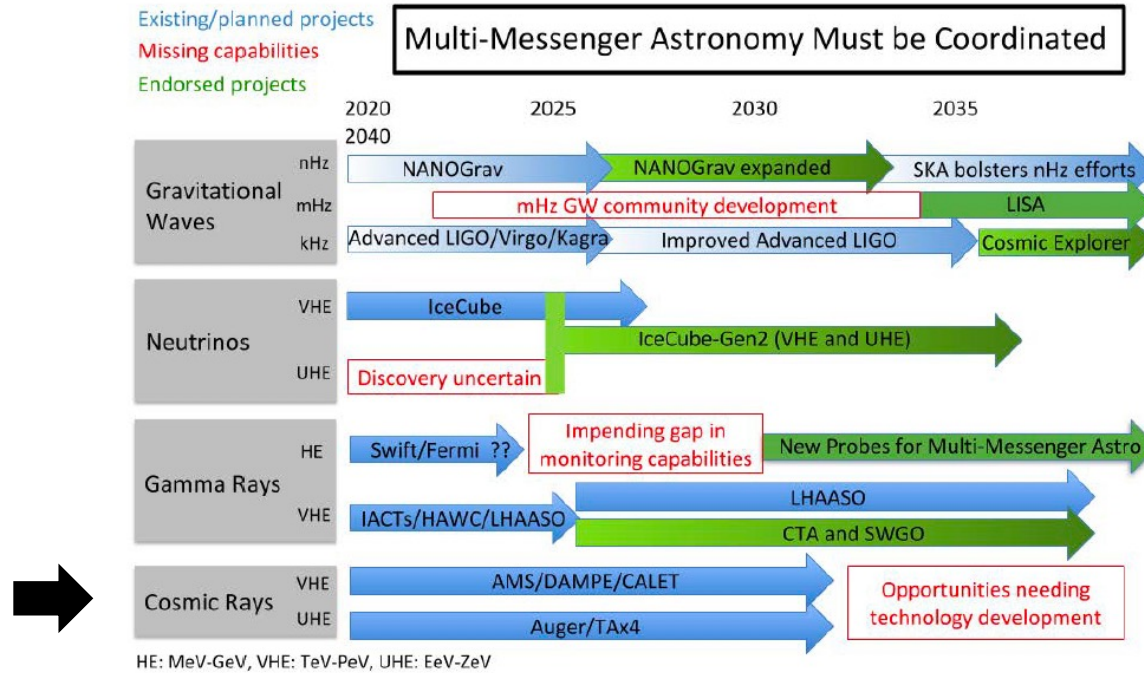 Existing/planned projects
Missing capabilities
Endorsed projects
Multi-Messenger Astronomy Must be Coordinated
2020 2025 2030 2035
2040
Gravitational
Waves
nHz
NANOGrav
NANOGrav expanded
SKA bolsters nHz efforts
mHz
mHz GW community development
LISA
kHz
Advanced LIGO/Virgo/Kagra
Improved Advanced LIGO
Cosmic Explorer
Neutrinos
VHE
IceCube
IceCube-Gen2 (VHE and UHE)
UHE
Discovery uncertain
Gamma Rays
HE
Swift/Fermi ??
Impending gap in
monitoring capabilities
New Probes for Multi-Messenger Astro
VHE
IACTs/HAWC/LHAASO
LHAASO
CTA and SWGO
Cosmic Rays
VHE
AMS/DAMPE/CALET
UHE
Auger/TAx4
Opportunities needing
technology development
HE: MeV-GeV, VHE: TeV-PeV, UHE: EeV-ZeV